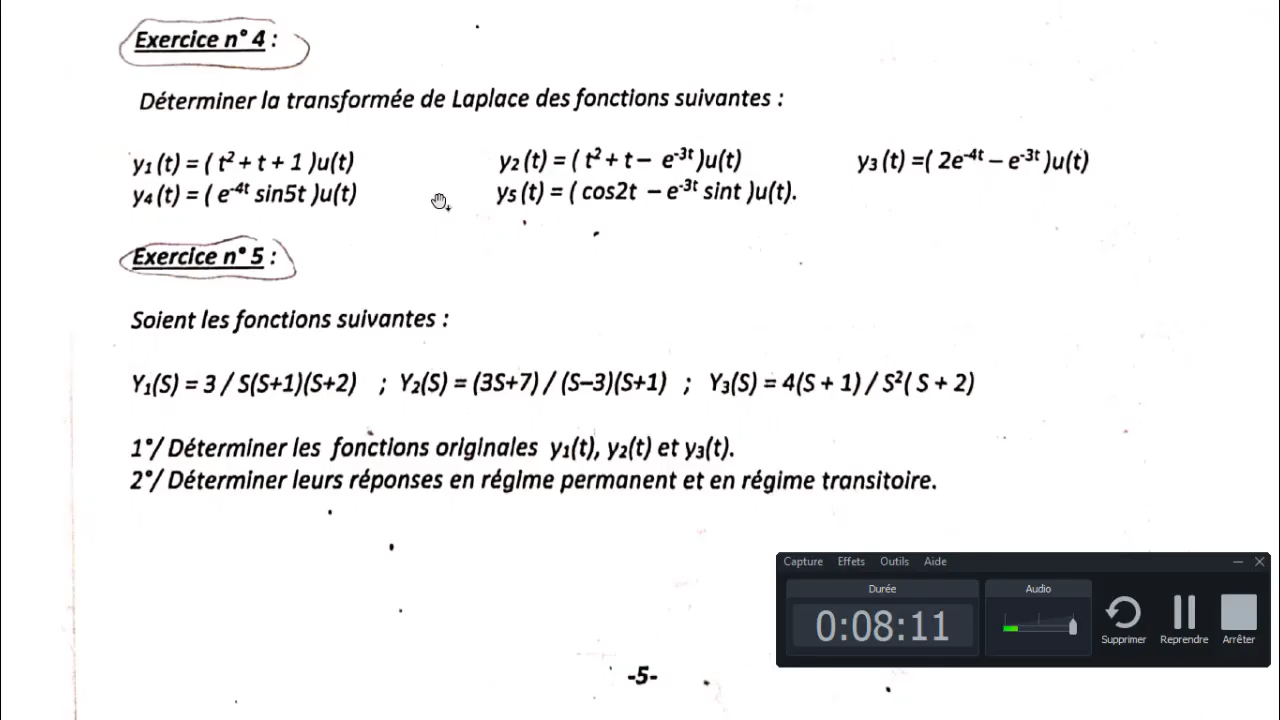 Exercice n° 4 :
Déterminer la transformée de Laplace des fonctions suivantes :
y₁(t) = ( t² + t + 1 )u(t) y₂(t) = ( t² + t – e⁻³ᵗ )u(t) y₃(t) =( 2e⁻⁴ᵗ – e⁻³ᵗ )u(t)
y₄(t) = ( e⁻⁴ᵗ sin5t )u(t) y₅(t) = ( cos2t – e⁻³ᵗ sint )u(t).
Exercice n° 5 :
Soient les fonctions suivantes :
Y₁(S) = 3 / S(S+1)(S+2) ; Y₂(S) = (3S+7) / (S–3)(S+1) ; Y₃(S) = 4(S + 1) / S²( S + 2)
1°/ Déterminer les fonctions originales y₁(t), y₂(t) et y₃(t).
2°/ Déterminer leurs réponses en régime permanent et en régime transitoire.
Capture Effets Outils Aide
Durée Audio
0:08:11
Supprimer Reprendre Arrêter
-5-